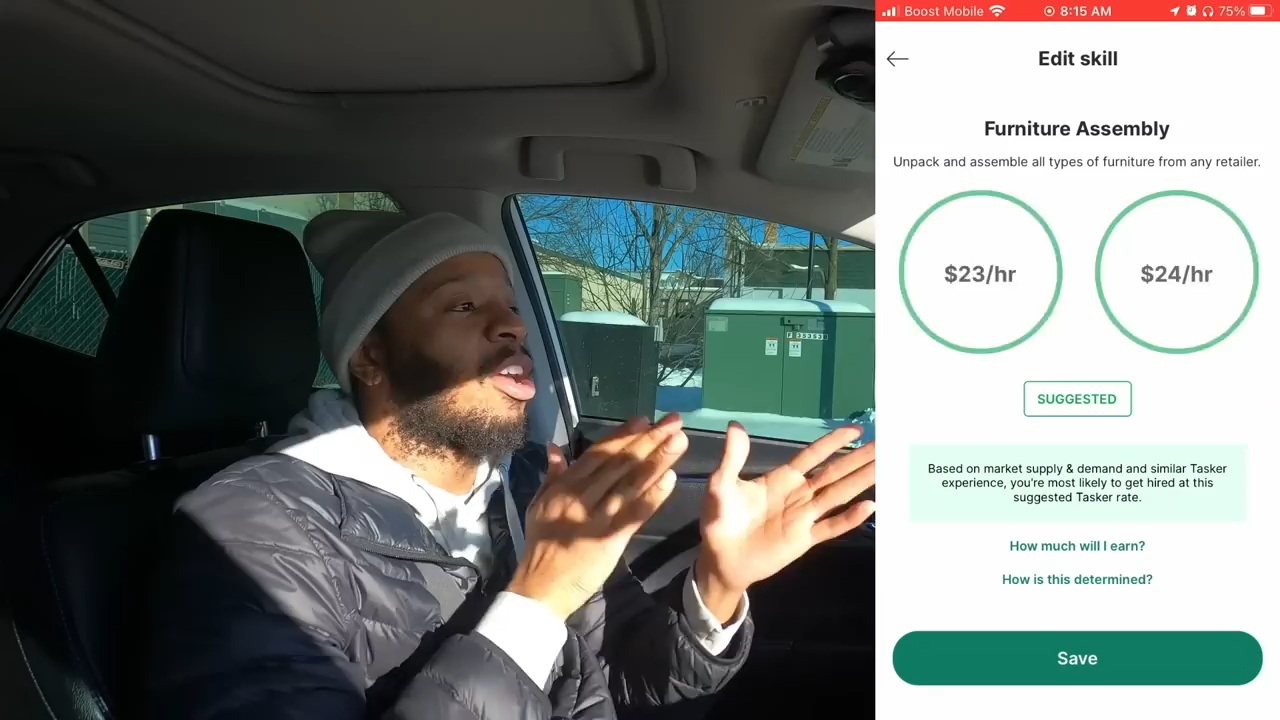 Boost Mobile
8:15 AM
75%
Edit skill
Furniture Assembly
Unpack and assemble all types of furniture from any retailer.
$23/hr
$24/hr
SUGGESTED
Based on market supply & demand and similar Tasker
experience, you're most likely to get hired at this
suggested Tasker rate.
How much will I earn?
How is this determined?
Save